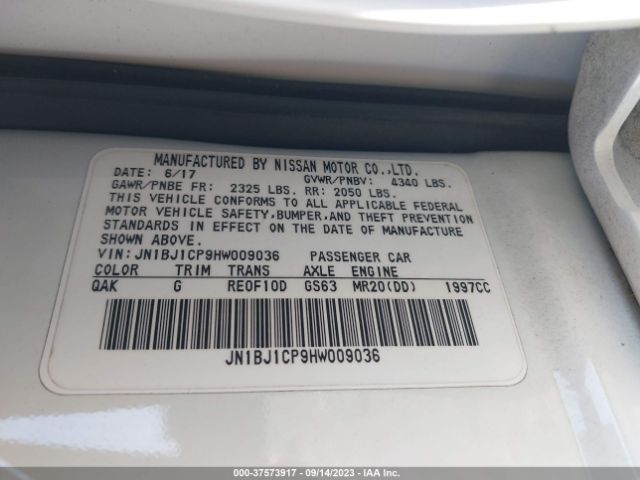 MANUFACTURED BY NISSAN MOTOR CO.,LTD.
DATE: 6/17 GVWR/PNBV: 4340 LBS.
GAWR/PNBE FR: 2325 LBS. RR: 2050 LBS.
THIS VEHICLE CONFORMS TO ALL APPLICABLE FEDERAL
MOTOR VEHICLE SAFETY,BUMPER,AND THEFT PREVENTION
STANDARDS IN EFFECT ON THE DATE OF MANUFACTURE
SHOWN ABOVE.
VIN:JN1BJ1CP9HW009036 PASSENGER CAR
COLOR TRIM TRANS AXLE ENGINE
QAK G RE0F10D GS63 MR20(DD) 1997CC
JN1BJ1CP9HW009036
000-37573917 • 09/14/2023 • IAA Inc.